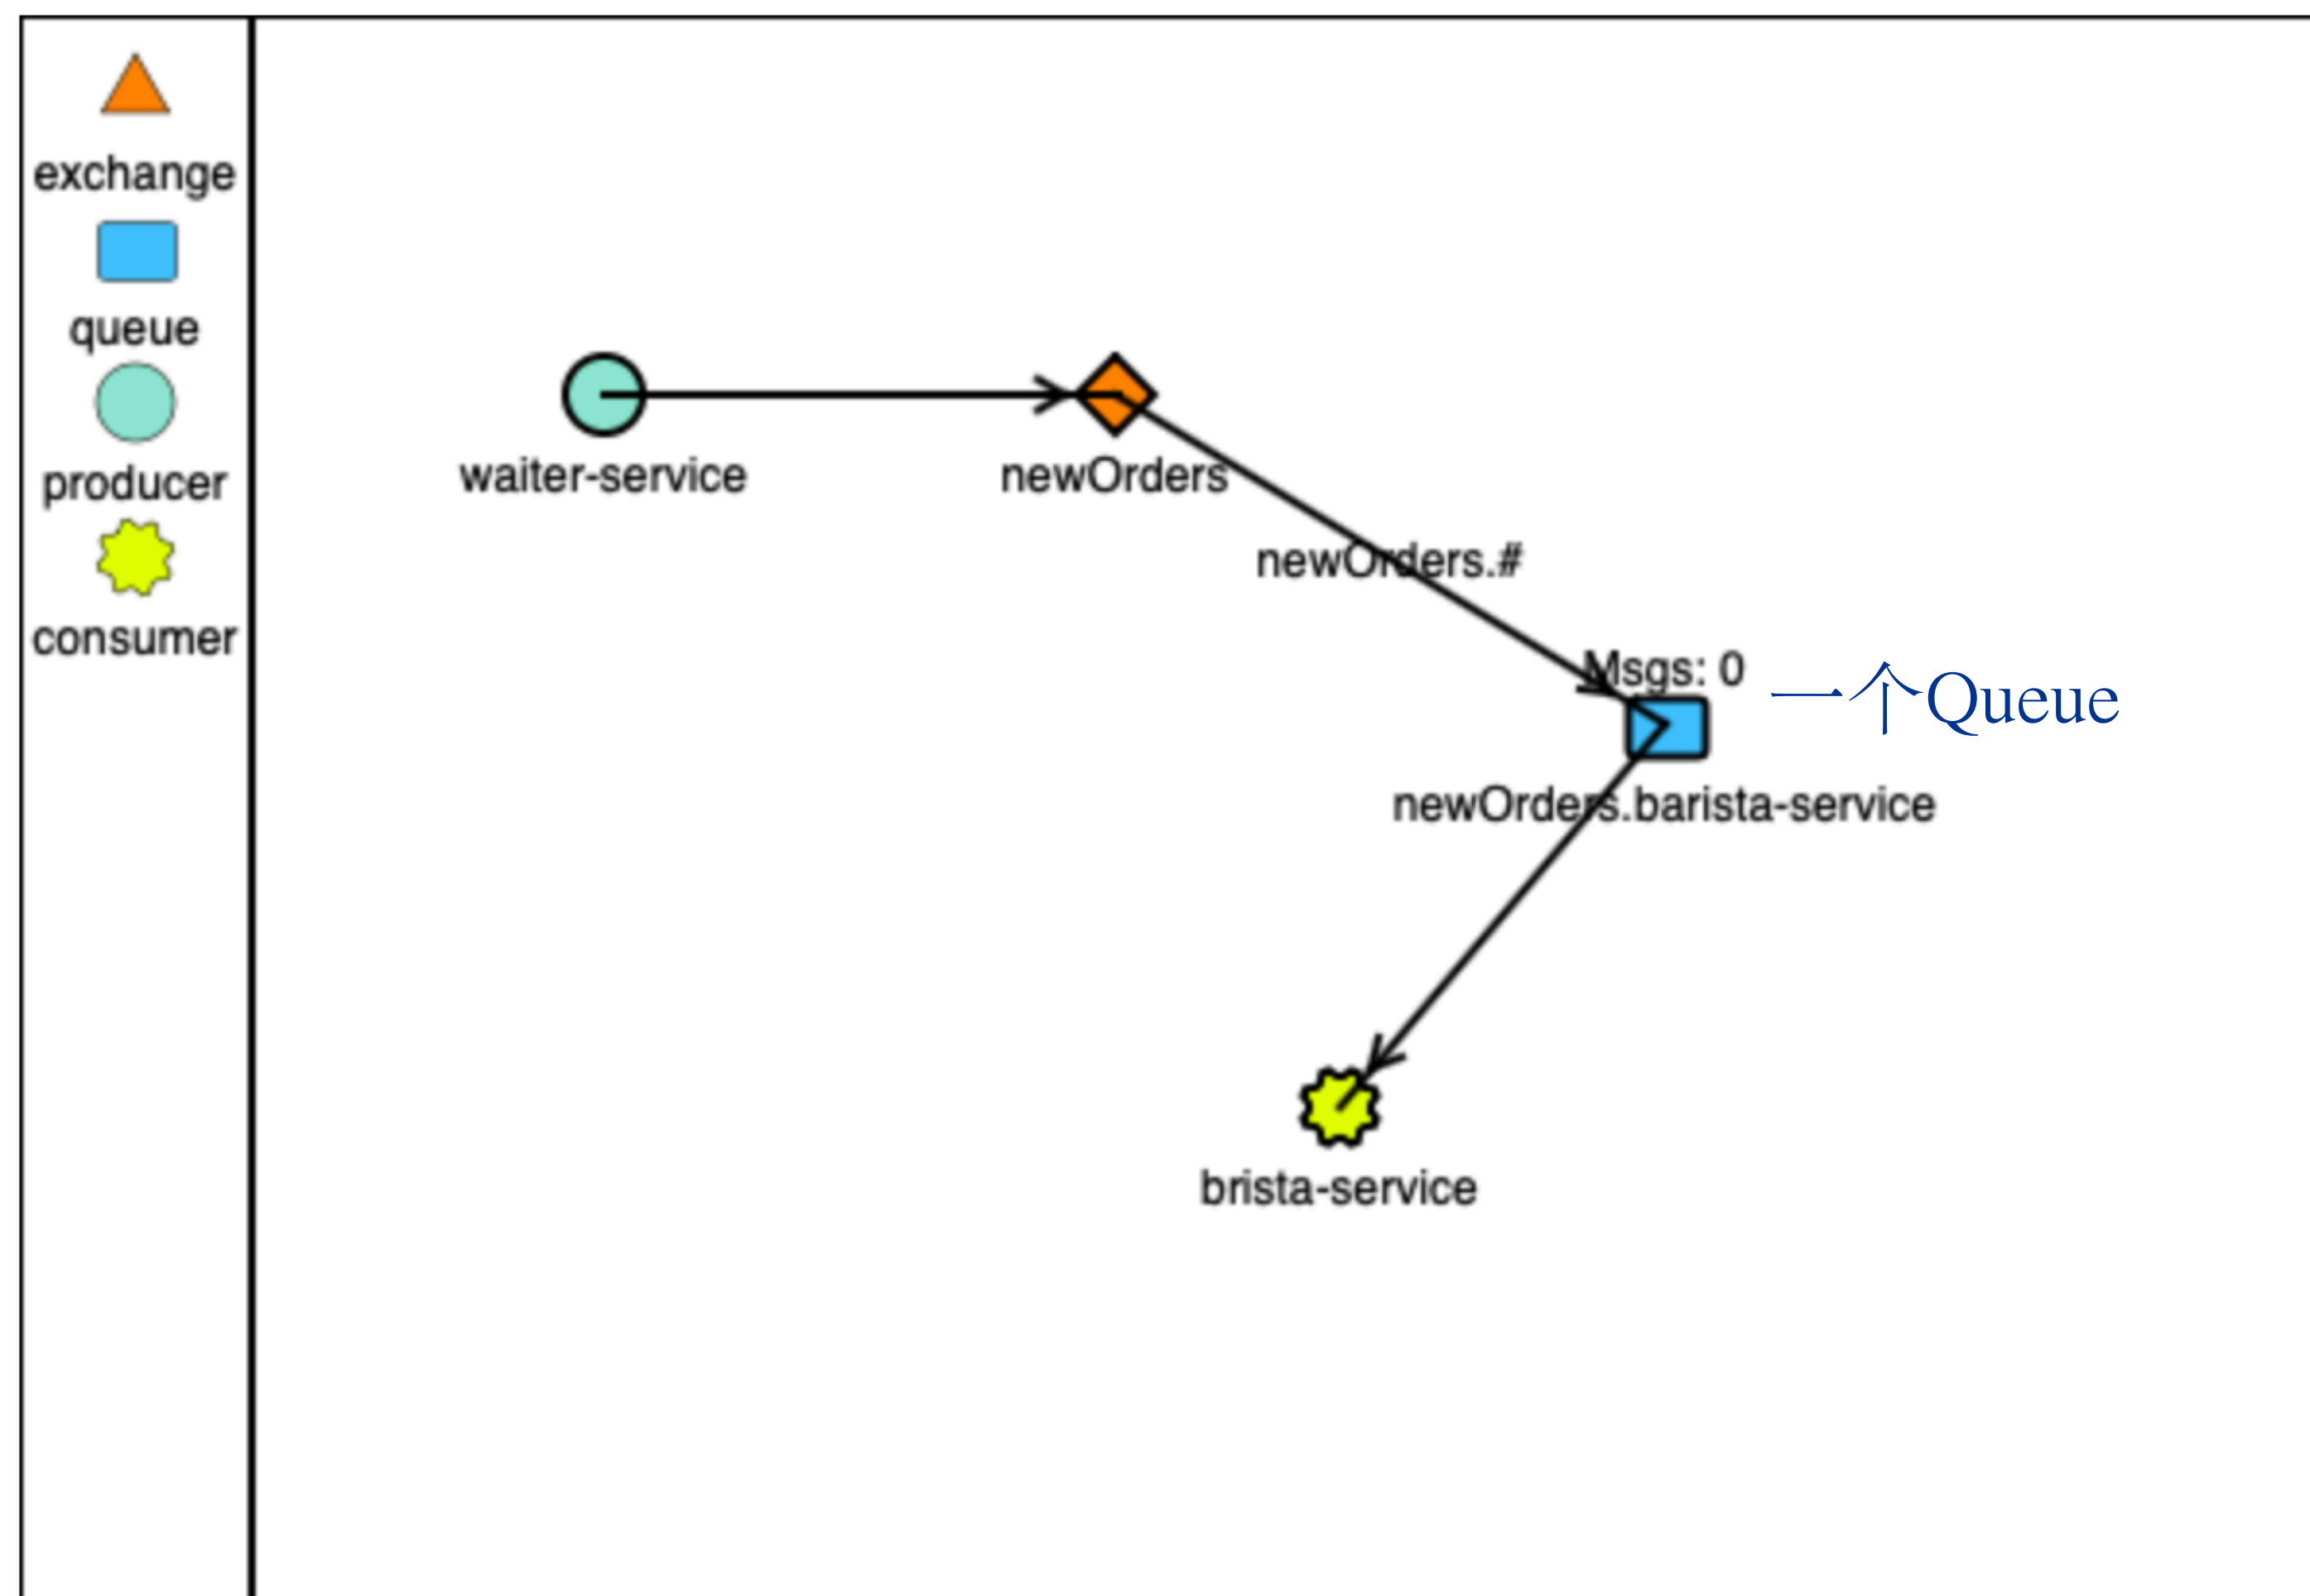 exchange
queue
producer
consumer
waiter-service
newOrders
newOrders.#
Msgs: 0
一个Queue
newOrders.barista-service
brista-service